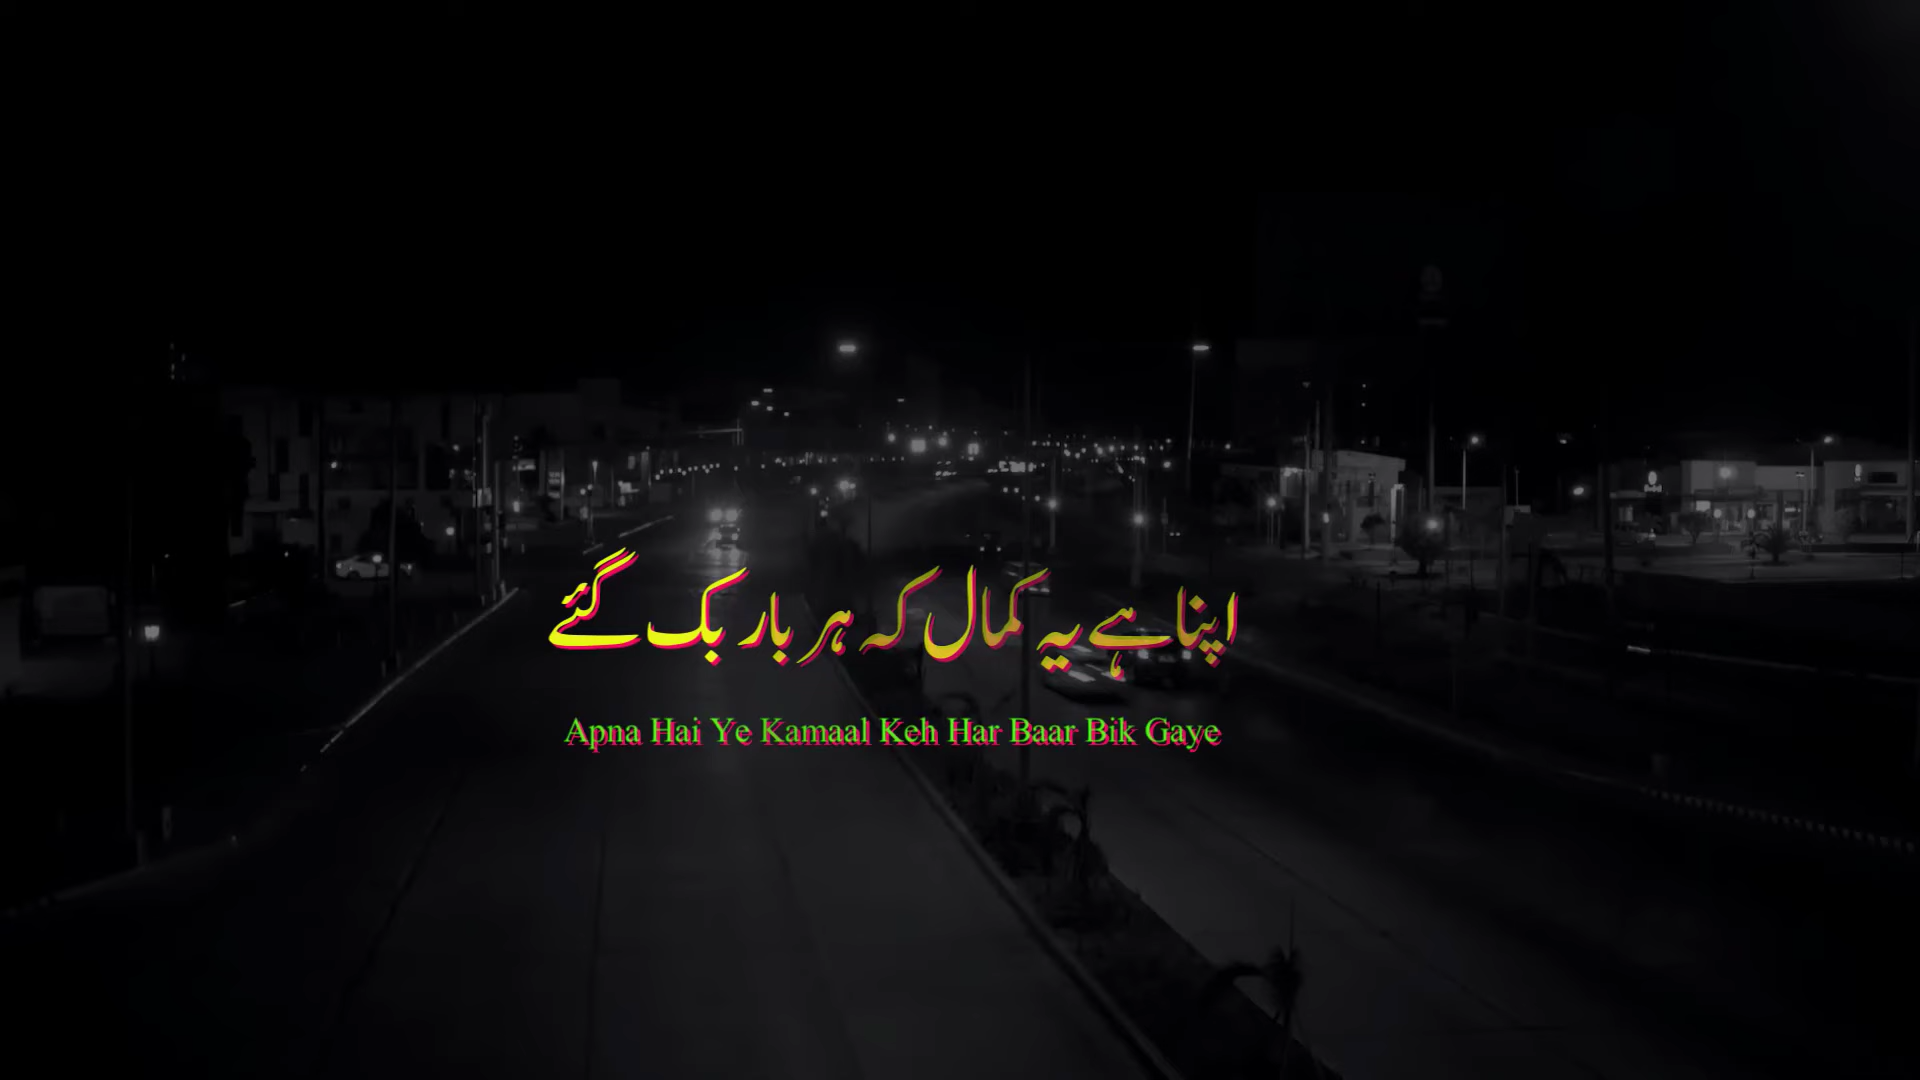 اپنا ہے یہ کمال کہ ہر بار بک گئے
Apna Hai Ye Kamaal Keh Har Baar Bik Gaye